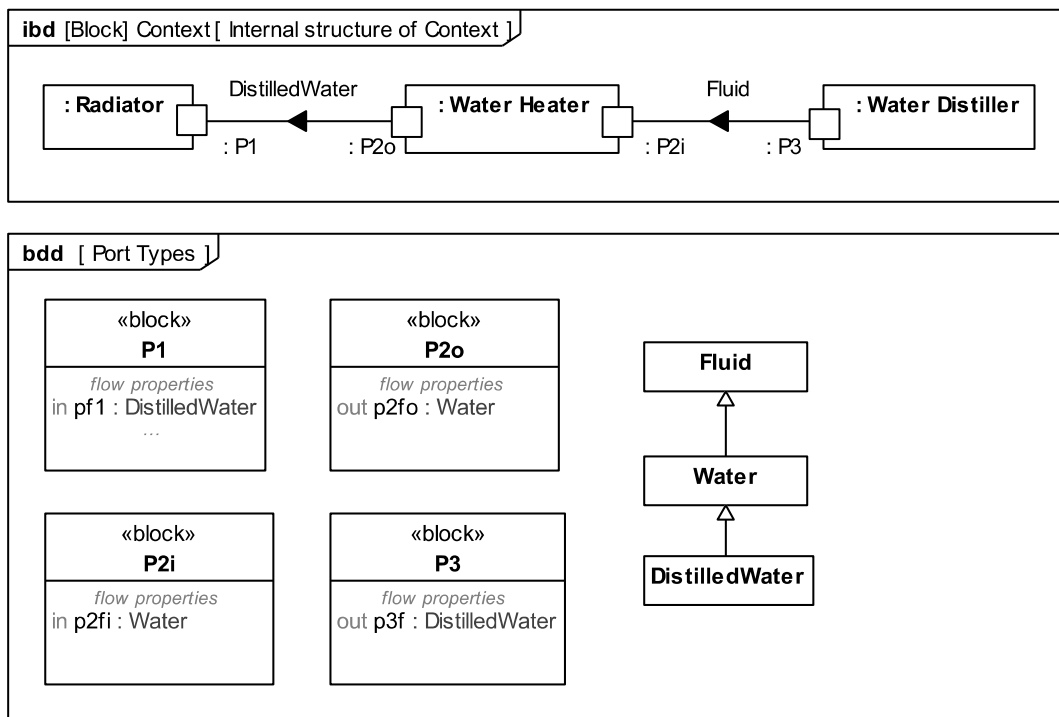 ibd [Block] Context [ Internal structure of Context ]
DistilledWater
Fluid
: Radiator
: Water Heater
: Water Distiller
: P1
: P2o
: P2i
: P3
bdd [ Port Types ]
«block»
P1
flow properties
in pf1 : DistilledWater
...
«block»
P2o
flow properties
out p2fo : Water
Fluid
Water
DistilledWater
«block»
P2i
flow properties
in p2fi : Water
«block»
P3
flow properties
out p3f : DistilledWater